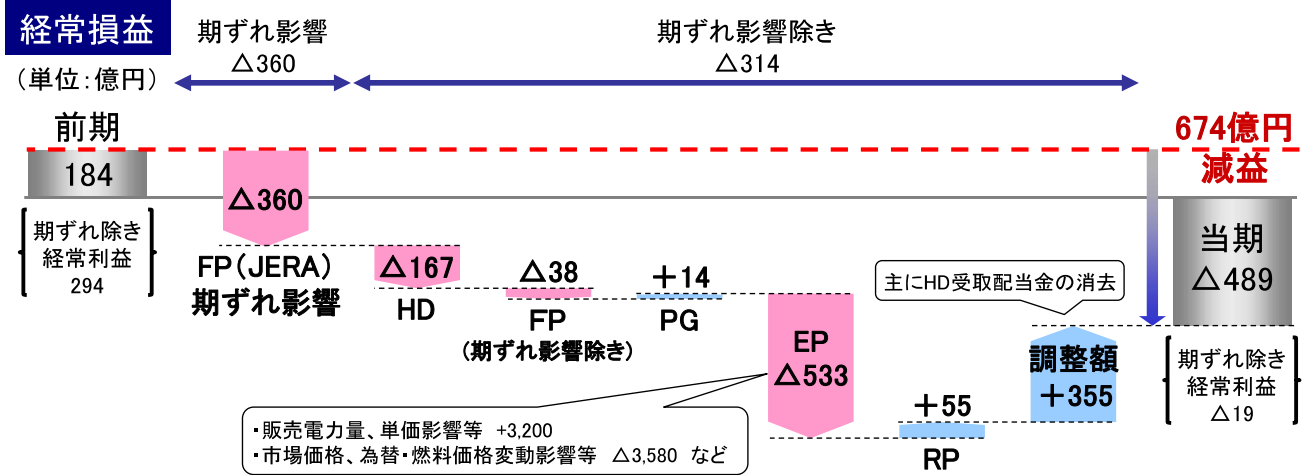 経常損益
(単位:億円)
期ずれ影響
△360
期ずれ影響除き
△314
前期
184
期ずれ除き
経常利益
294
△360
FP(JERA)
期ずれ影響
△167
HD
△38
FP
(期ずれ影響除き)
+14
PG
EP
△533
・販売電力量、単価影響等 +3,200
・市場価格、為替・燃料価格変動影響等 △3,580 など
+55
RP
主にHD受取配当金の消去
調整額
+355
674億円
減益
当期
△489
期ずれ除き
経常利益
△19